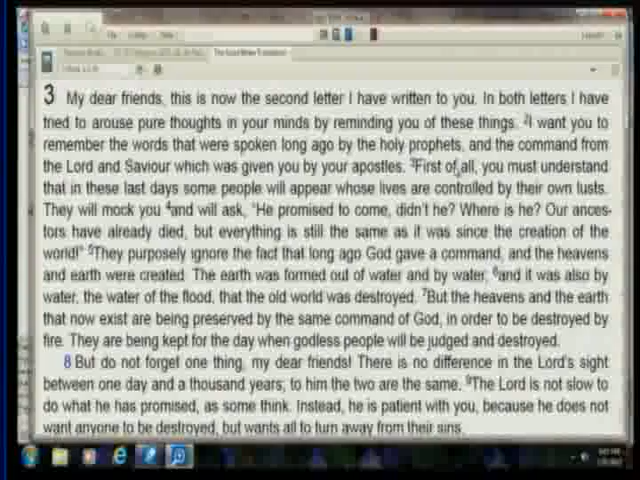 The Good News Translation
3 My dear friends, this is now the second letter I have written to you. In both letters I have
tried to arouse pure thoughts in your minds by reminding you of these things. 2I want you to
remember the words that were spoken long ago by the holy prophets, and the command from
the Lord and Saviour which was given you by your apostles. 3First of all, you must understand
that in these last days some people will appear whose lives are controlled by their own lusts.
They will mock you 4and will ask, "He promised to come, didn't he? Where is he? Our ances-
tors have already died, but everything is still the same as it was since the creation of the
world!" 5They purposely ignore the fact that long ago God gave a command, and the heavens
and earth were created. The earth was formed out of water and by water, 6and it was also by
water, the water of the flood, that the old world was destroyed. 7But the heavens and the earth
that now exist are being preserved by the same command of God, in order to be destroyed by
fire. They are being kept for the day when godless people will be judged and destroyed.
8 But do not forget one thing, my dear friends! There is no difference in the Lord's sight
between one day and a thousand years; to him the two are the same. 9The Lord is not slow to
do what he has promised, as some think. Instead, he is patient with you, because he does not
want anyone to be destroyed, but wants all to turn away from their sins.